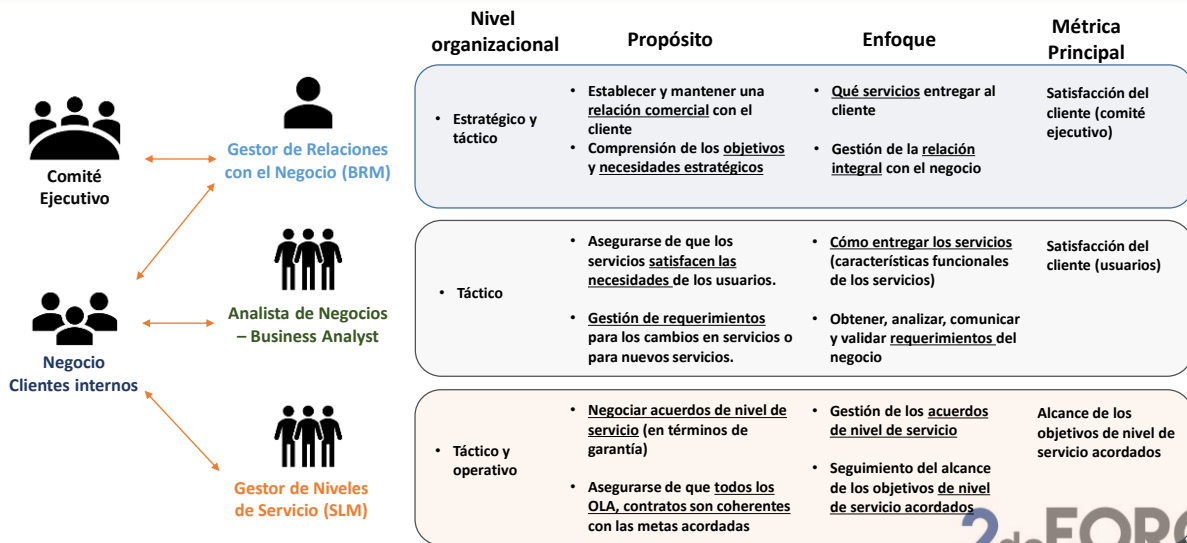 Nivel
organizacional
Propósito
Enfoque
Métrica
Principal
Comité
Ejecutivo
Gestor de Relaciones
con el Negocio (BRM)
• Estratégico y
táctico
• Establecer y mantener una
relación comercial con el
cliente
• Comprensión de los objetivos
y necesidades estratégicos
• Qué servicios entregar al
cliente
• Gestión de la relación
integral con el negocio
Satisfacción del
cliente (comité
ejecutivo)
Negocio
Clientes internos
Analista de Negocios
– Business Analyst
• Táctico
• Asegurarse de que los
servicios satisfacen las
necesidades de los usuarios.
• Gestión de requerimientos
para los cambios en servicios o
para nuevos servicios.
• Cómo entregar los servicios
(características funcionales
de los servicios)
• Obtener, analizar, comunicar
y validar requerimientos del
negocio
Satisfacción del
cliente (usuarios)
Gestor de Niveles
de Servicio (SLM)
• Táctico y
operativo
• Negociar acuerdos de nivel de
servicio (en términos de
garantía)
• Asegurarse de que todos los
OLA, contratos son coherentes
con las metas acordadas
• Gestión de los acuerdos
de nivel de servicio
• Seguimiento del alcance
de los objetivos de nivel
de servicio acordados
Alcance de los
objetivos de nivel de
servicio acordados